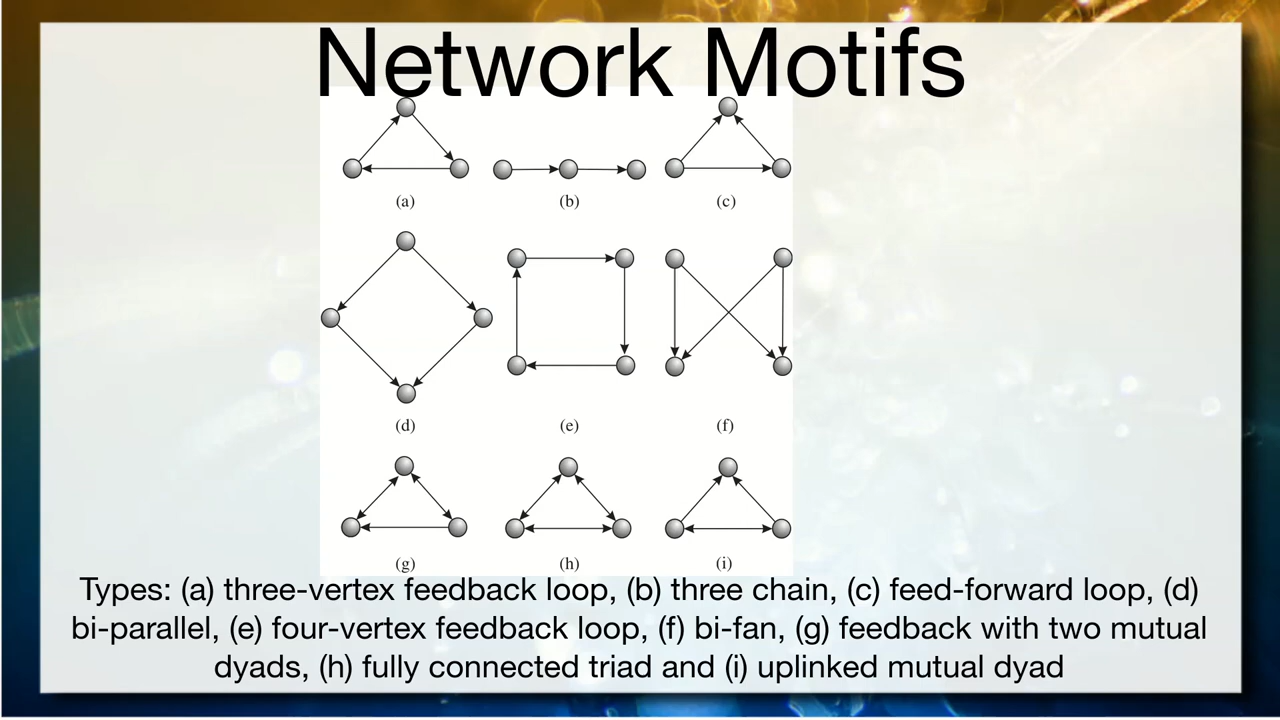 Network Motifs
(a) (b) (c)
(d) (e) (f)
(g) (h) (i)
Types: (a) three-vertex feedback loop, (b) three chain, (c) feed-forward loop, (d)
bi-parallel, (e) four-vertex feedback loop, (f) bi-fan, (g) feedback with two mutual
dyads, (h) fully connected triad and (i) uplinked mutual dyad